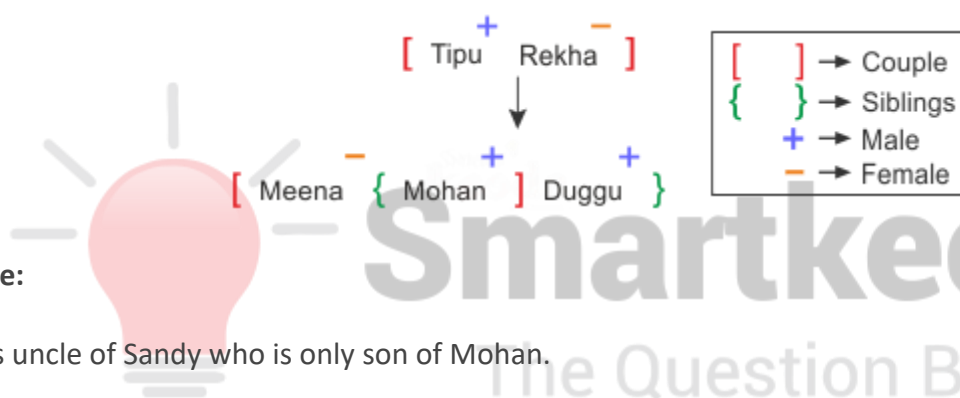 + −
[ Tipu Rekha ]
[ ] → Couple
{ } → Siblings
+ → Male
− → Female
− + +
[ Meena { Mohan ] Duggu }
Smartkee
e:
s uncle of Sandy who is only son of Mohan.
The Question B